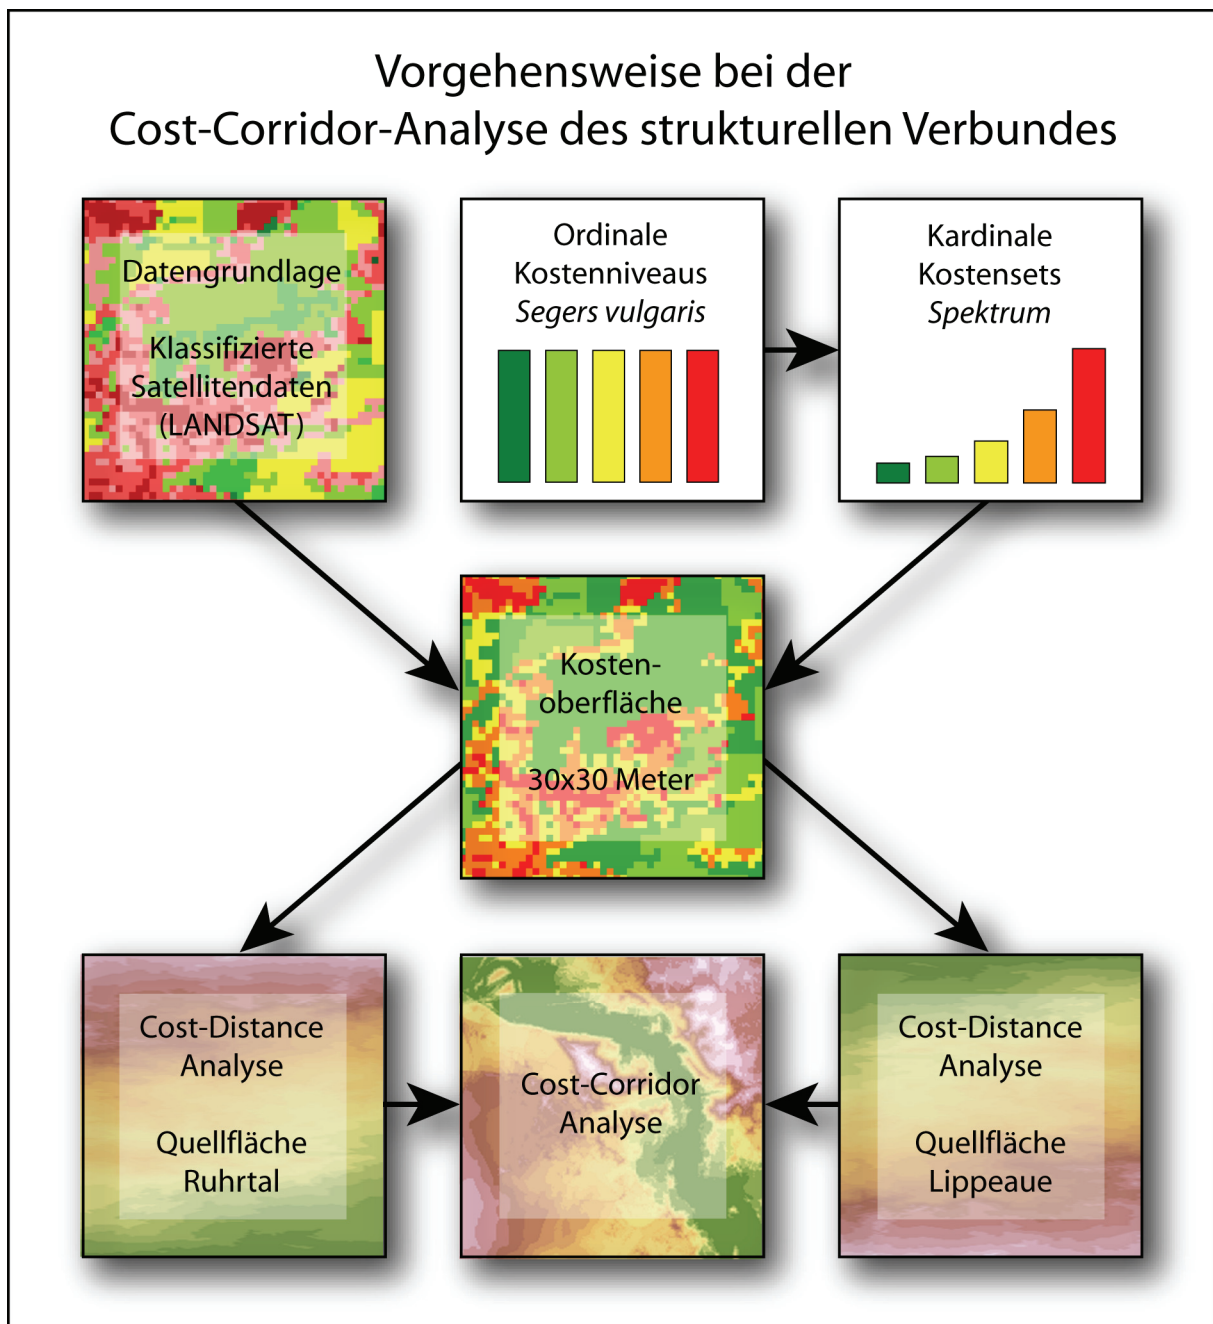 Vorgehensweise bei der
Cost-Corridor-Analyse des strukturellen Verbundes
Datengrundlage
Klassifizierte
Satellitendaten
(LANDSAT)
Ordinale
Kostenniveaus
Segers vulgaris
Kardinale
Kostensets
Spektrum
Kosten-
oberfläche
30x30 Meter
Cost-Distance
Analyse
Quellfläche
Ruhrtal
Cost-Corridor
Analyse
Cost-Distance
Analyse
Quellfläche
Lippeaue